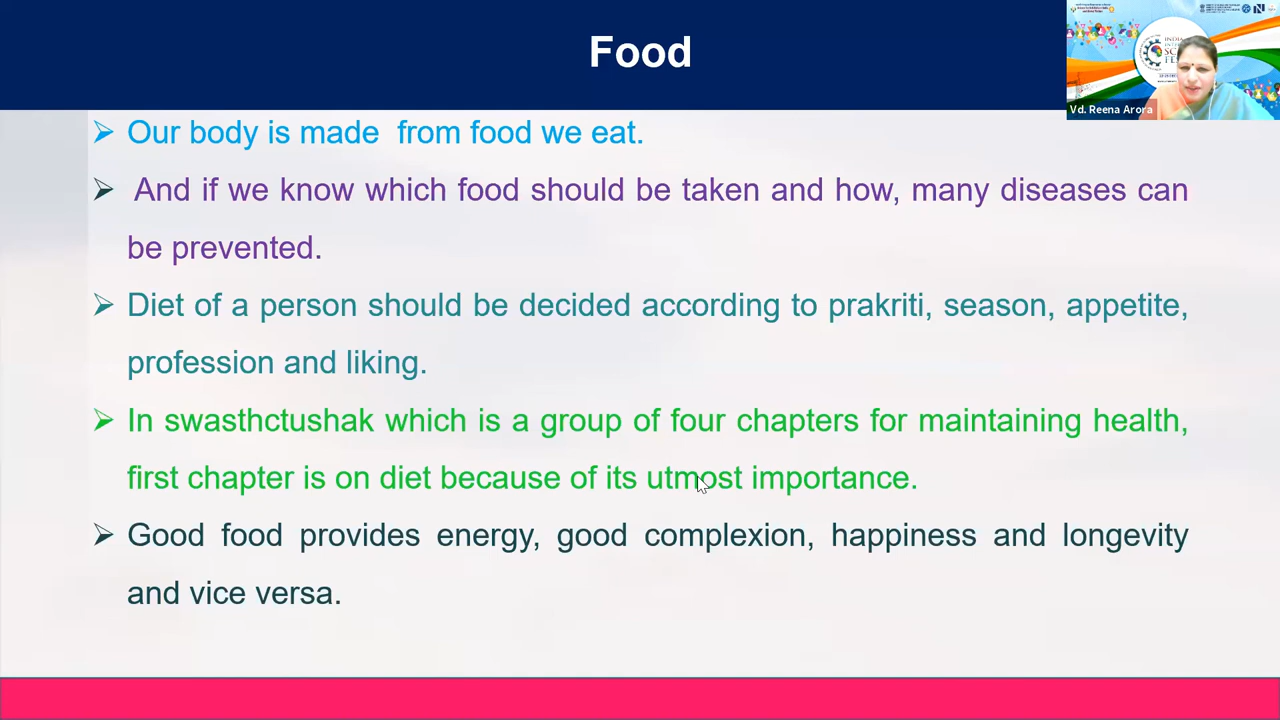 Food
Vd. Reena Arora
Our body is made  from food we eat.
And if we know which food should be taken and how, many diseases can
be prevented.
Diet of a person should be decided according to prakriti, season, appetite,
profession and liking.
In swasthctushak which is a group of four chapters for maintaining health,
first chapter is on diet because of its utmost importance.
Good food provides energy, good complexion, happiness and longevity
and vice versa.